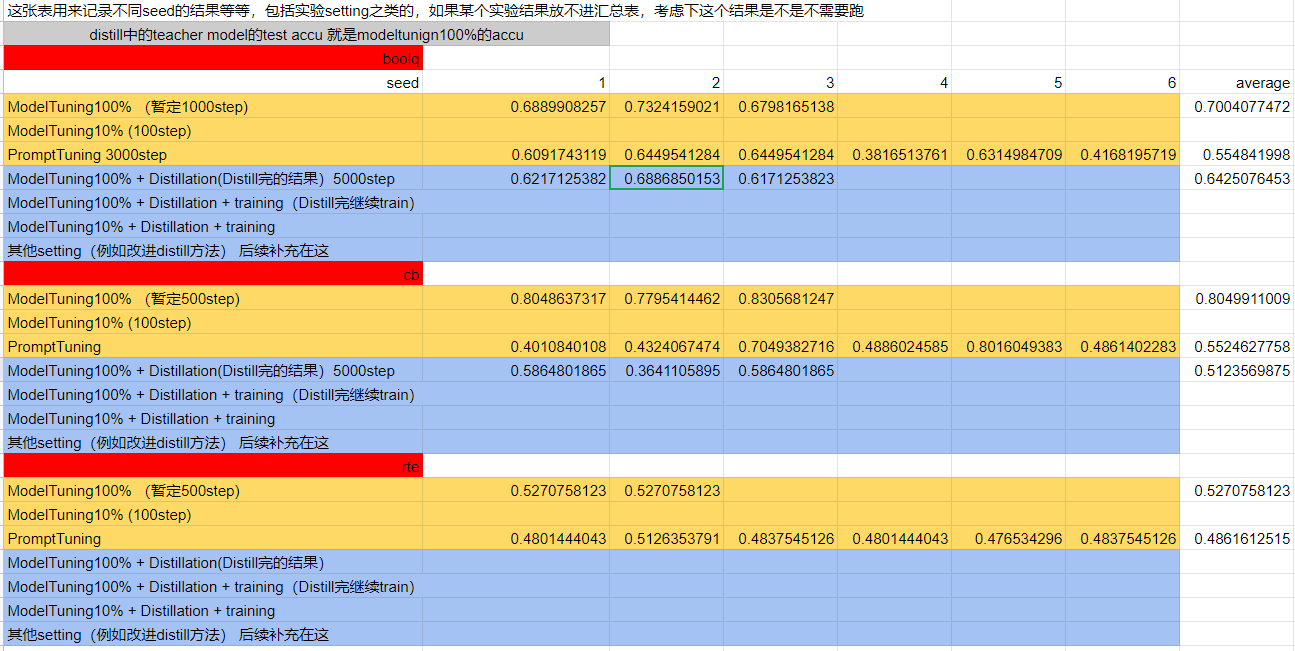 这张表用来记录不同seed的结果等等，包括实验setting之类的，如果某个实验结果放不进汇总表，考虑下这个结果是不是不需要跑
distill中的teacher model的test accu 就是modeltunign100%的accu
boolq
seed 1 2 3 4 5 6 average
ModelTuning100% （暂定1000step) 0.6889908257 0.7324159021 0.6798165138 0.7004077472
ModelTuning10% (100step)
PromptTuning 3000step 0.6091743119 0.6449541284 0.6449541284 0.3816513761 0.6314984709 0.4168195719 0.554841998
ModelTuning100% + Distillation(Distill完的结果）5000step 0.6217125382 0.6886850153 0.6171253823 0.6425076453
ModelTuning100% + Distillation + training（Distill完继续train）
ModelTuning10% + Distillation + training
其他setting（例如改进distill方法） 后续补充在这
cb
ModelTuning100% （暂定500step) 0.8048637317 0.7795414462 0.8305681247 0.8049911009
ModelTuning10% (100step)
PromptTuning 0.4010840108 0.4324067474 0.7049382716 0.4886024585 0.8016049383 0.4861402283 0.5524627758
ModelTuning100% + Distillation(Distill完的结果）5000step 0.5864801865 0.3641105895 0.5864801865 0.5123569875
ModelTuning100% + Distillation + training（Distill完继续train）
ModelTuning10% + Distillation + training
其他setting（例如改进distill方法） 后续补充在这
rte
ModelTuning100% （暂定500step) 0.5270758123 0.5270758123 0.5270758123
ModelTuning10% (100step)
PromptTuning 0.4801444043 0.5126353791 0.4837545126 0.4801444043 0.476534296 0.4837545126 0.4861612515
ModelTuning100% + Distillation(Distill完的结果）
ModelTuning100% + Distillation + training（Distill完继续train）
ModelTuning10% + Distillation + training
其他setting（例如改进distill方法） 后续补充在这